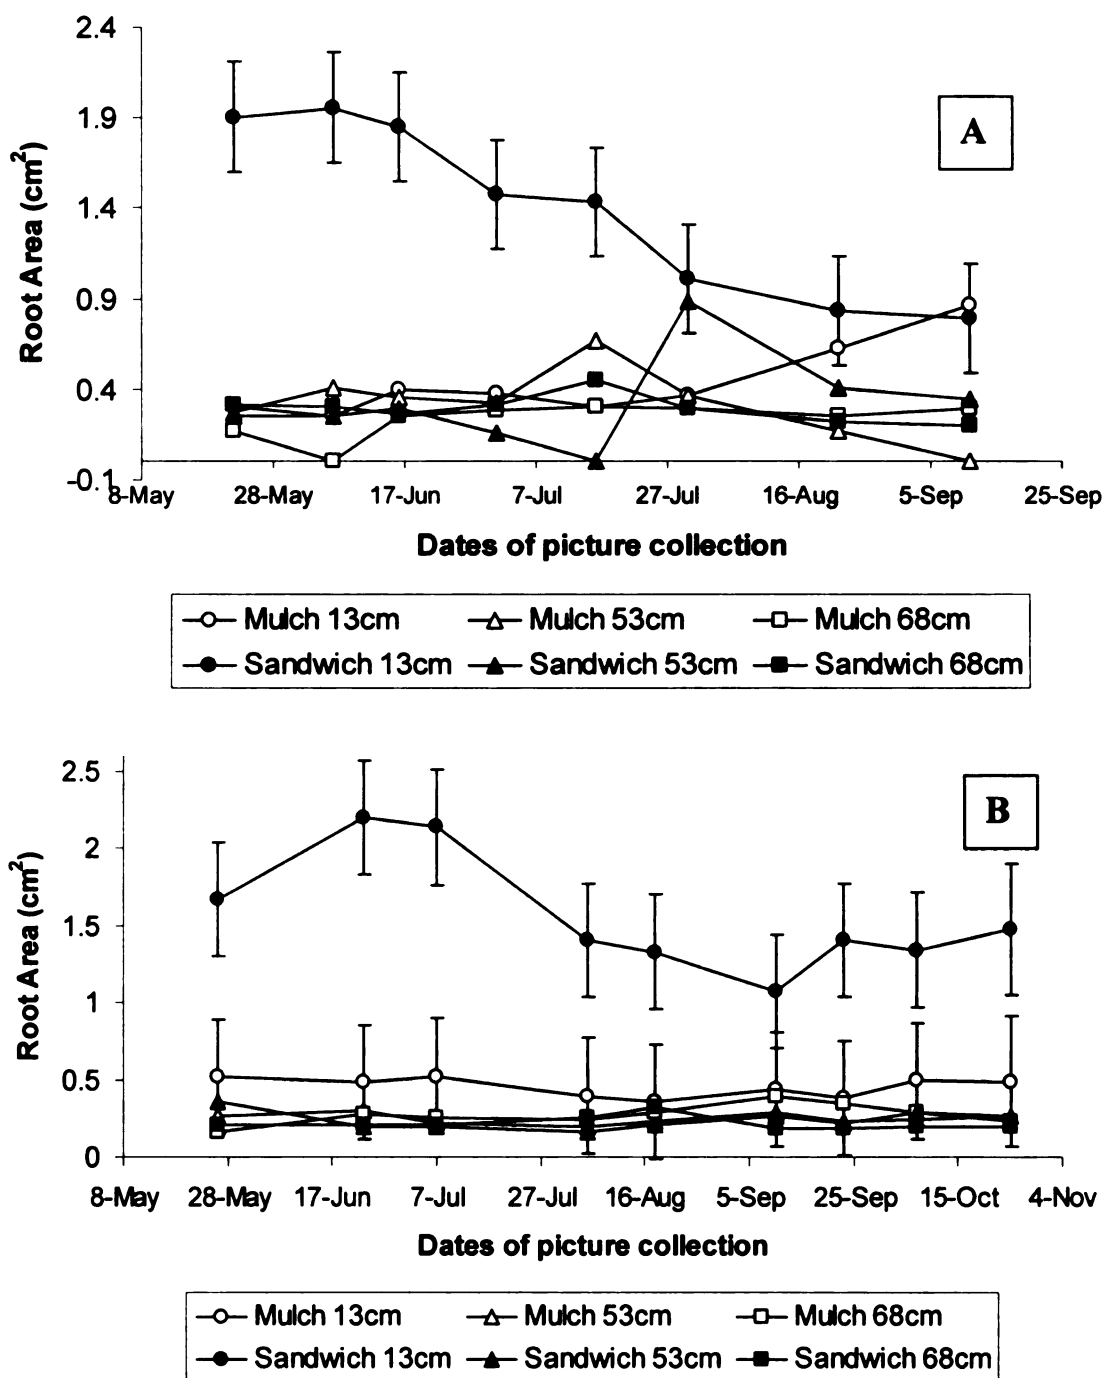 2.4
1.9
1.4
0.9
0.4
-0.1
Root Area (cm²)
A
8-May 28-May 17-Jun 7-Jul 27-Jul 16-Aug 5-Sep 25-Sep
Dates of picture collection
Mulch 13cm Mulch 53cm Mulch 68cm
Sandwich 13cm Sandwich 53cm Sandwich 68cm
2.5
2
1.5
1
0.5
0
Root Area (cm²)
B
8-May 28-May 17-Jun 7-Jul 27-Jul 16-Aug 5-Sep 25-Sep 15-Oct 4-Nov
Dates of picture collection
Mulch 13cm Mulch 53cm Mulch 68cm
Sandwich 13cm Sandwich 53cm Sandwich 68cm